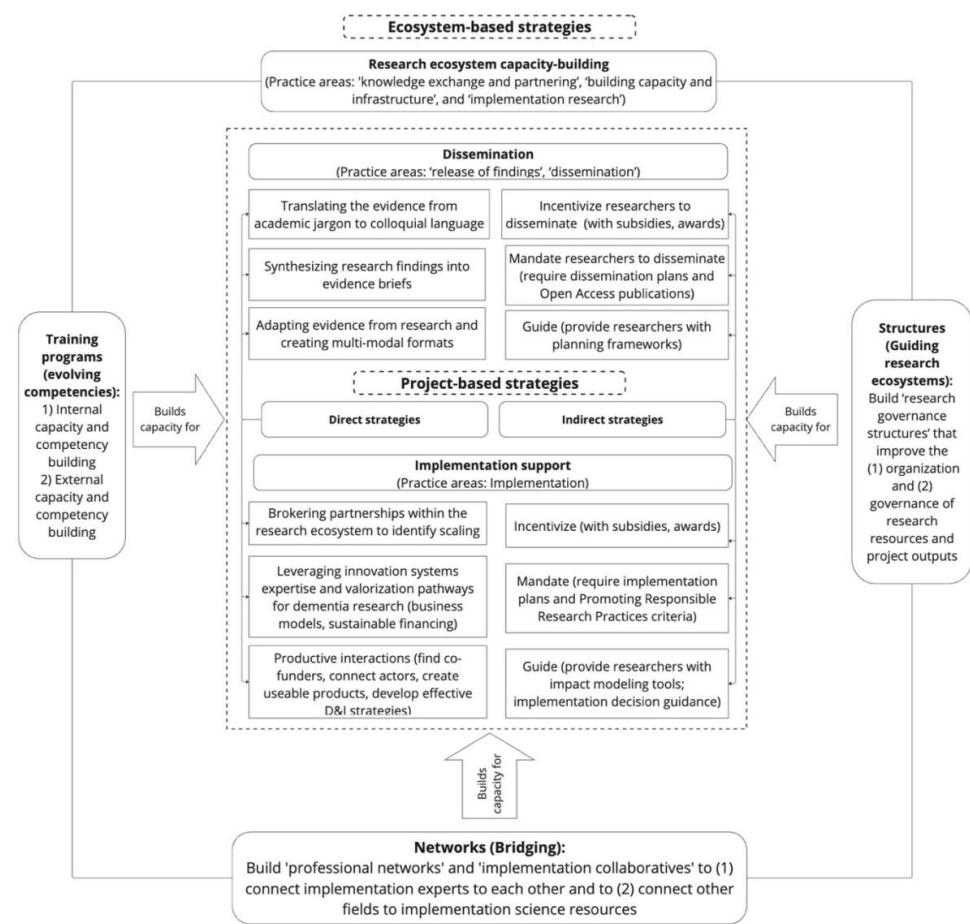 Ecosystem-based strategies
Research ecosystem capacity-building
(Practice areas: 'knowledge exchange and partnering', 'building capacity and
infrastructure', and 'implementation research')
Dissemination
(Practice areas: 'release of findings', 'dissemination')
Translating the evidence from
academic jargon to colloquial language
Incentivize researchers to
disseminate (with subsidies, awards)
Synthesizing research findings into
evidence briefs
Mandate researchers to disseminate
(require dissemination plans and
Open Access publications)
Adapting evidence from research and
creating multi-modal formats
Guide (provide researchers with
planning frameworks)
Training
programs
(evolving
competencies):
1) Internal
capacity and
competency
building
2) External
capacity and
competency
building
Builds
capacity for
Project-based strategies
Direct strategies
Indirect strategies
Implementation support
(Practice areas: Implementation)
Brokering partnerships within the
research ecosystem to identify scaling
Incentivize (with subsidies, awards)
Leveraging innovation systems
expertise and valorization pathways
for dementia research (business
models, sustainable financing)
Mandate (require implementation
plans and Promoting Responsible
Research Practices criteria)
Productive interactions (find co-
funders, connect actors, create
useable products, develop effective
D&I strategies)
Guide (provide researchers with
impact modeling tools;
implementation decision guidance)
Builds
capacity for
Structures
(Guiding
research
ecosystems):
Build 'research
governance
structures' that
improve the
(1) organization
and (2)
governance of
research
resources and
project outputs
Builds
capacity for
Networks (Bridging):
Build 'professional networks' and 'implementation collaboratives' to (1)
connect implementation experts to each other and to (2) connect other
fields to implementation science resources